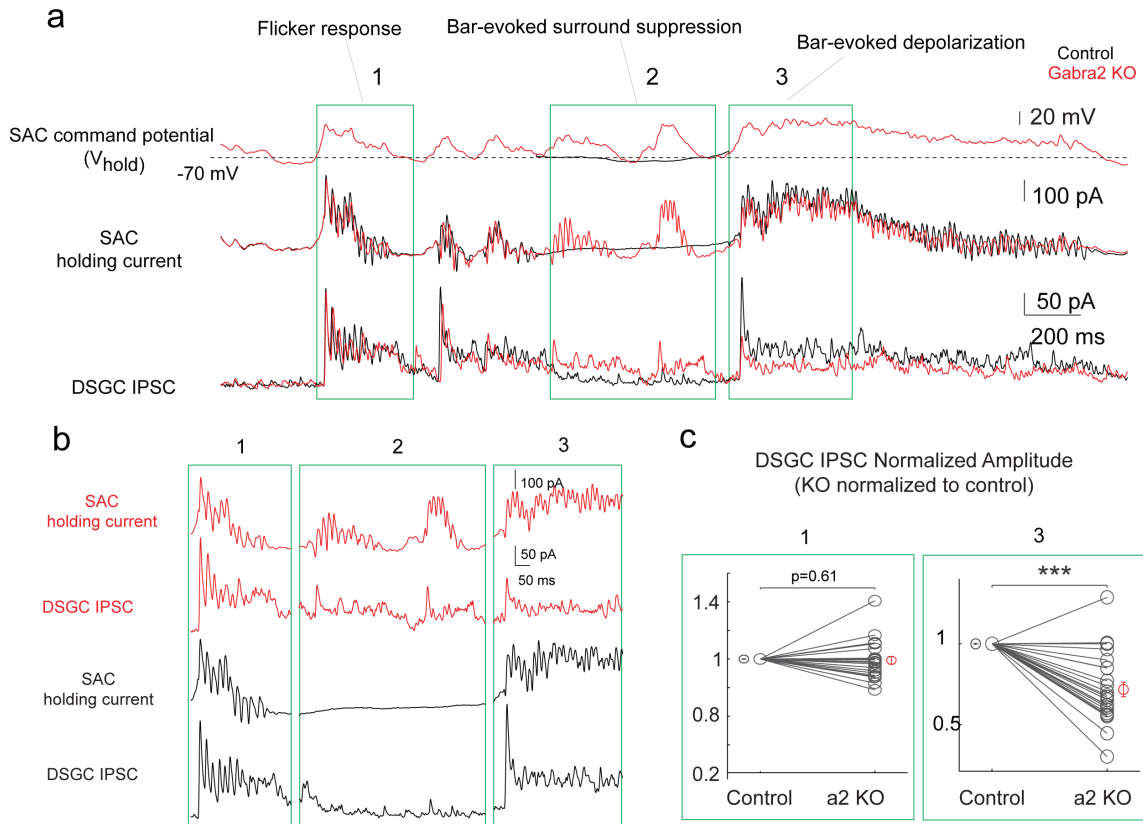 a
Flicker response
Bar-evoked surround suppression
Bar-evoked depolarization
Control
Gabra2 KO
1
2
3
SAC command potential
(Vhold)
-70 mV
20 mV
SAC
holding current
100 pA
50 pA
200 ms
DSGC IPSC
b
1
2
3
SAC
holding current
100 pA
DSGC IPSC
50 pA
50 ms
SAC
holding current
DSGC IPSC
c
DSGC IPSC Normalized Amplitude
(KO normalized to control)
1
p=0.61
1.4
1
0.8
0.2
Control
a2 KO
3
***
1
0.5
Control
a2 KO